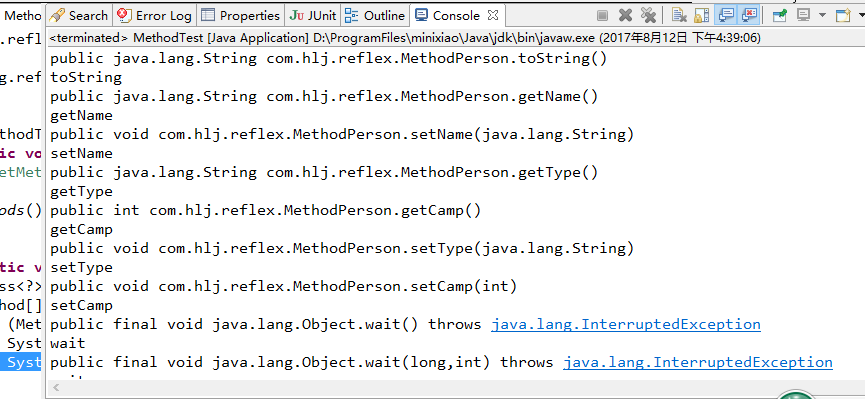 Metho Search Error Log Properties JUnit Outline Console
<terminated> MethodTest [Java Application] D:\ProgramFiles\minixiao\Java\jdk\bin\javaw.exe (2017年8月12日 下午4:39:06)
public java.lang.String com.hlj.reflex.MethodPerson.toString()
toString
public java.lang.String com.hlj.reflex.MethodPerson.getName()
getName
public void com.hlj.reflex.MethodPerson.setName(java.lang.String)
setName
public java.lang.String com.hlj.reflex.MethodPerson.getType()
getType
public int com.hlj.reflex.MethodPerson.getCamp()
getCamp
public void com.hlj.reflex.MethodPerson.setType(java.lang.String)
setType
public void com.hlj.reflex.MethodPerson.setCamp(int)
setCamp
public final void java.lang.Object.wait() throws java.lang.InterruptedException
wait
public final void java.lang.Object.wait(long,int) throws java.lang.InterruptedException
.refl
g.ref
thodT
ic vo
etMet
ods()
tic v
ss<?>
hod[]
(Met
Syst
Syst